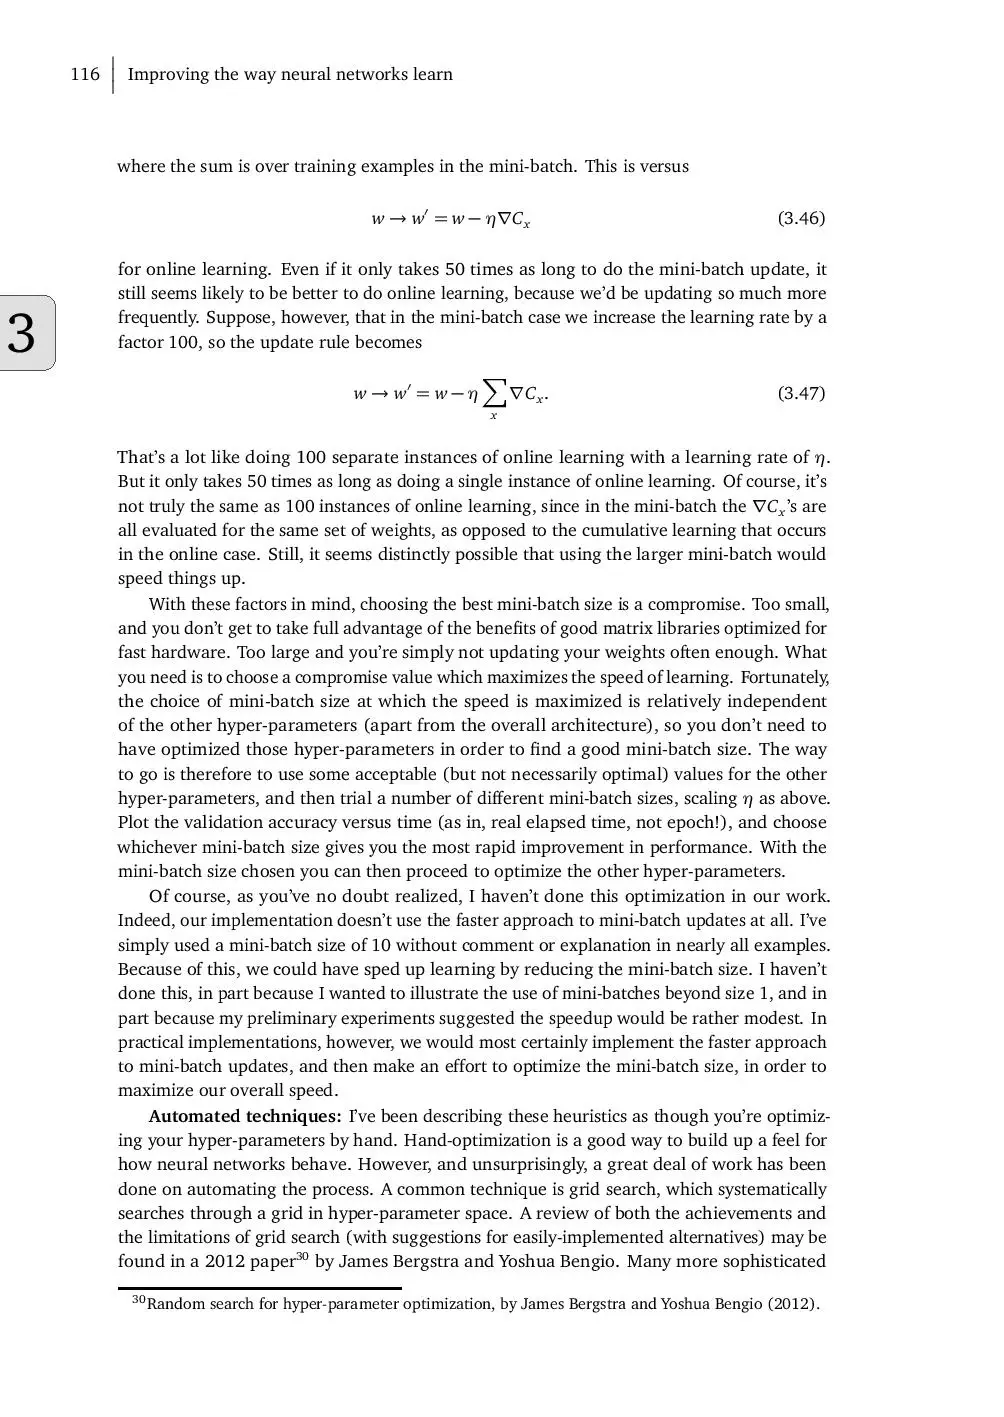 116 Improving the way neural networks learn
where the sum is over training examples in the mini-batch. This is versus
w → w′ = w − η∇Cₓ (3.46)
for online learning. Even if it only takes 50 times as long to do the mini-batch update, it
still seems likely to be better to do online learning, because we'd be updating so much more
frequently. Suppose, however, that in the mini-batch case we increase the learning rate by a
3
factor 100, so the update rule becomes
w → w′ = w − η ∑ₓ ∇Cₓ. (3.47)
That's a lot like doing 100 separate instances of online learning with a learning rate of η.
But it only takes 50 times as long as doing a single instance of online learning. Of course, it's
not truly the same as 100 instances of online learning, since in the mini-batch the ∇Cₓ's are
all evaluated for the same set of weights, as opposed to the cumulative learning that occurs
in the online case. Still, it seems distinctly possible that using the larger mini-batch would
speed things up.
With these factors in mind, choosing the best mini-batch size is a compromise. Too small,
and you don't get to take full advantage of the benefits of good matrix libraries optimized for
fast hardware. Too large and you're simply not updating your weights often enough. What
you need is to choose a compromise value which maximizes the speed of learning. Fortunately,
the choice of mini-batch size at which the speed is maximized is relatively independent
of the other hyper-parameters (apart from the overall architecture), so you don't need to
have optimized those hyper-parameters in order to find a good mini-batch size. The way
to go is therefore to use some acceptable (but not necessarily optimal) values for the other
hyper-parameters, and then trial a number of different mini-batch sizes, scaling η as above.
Plot the validation accuracy versus time (as in, real elapsed time, not epoch!), and choose
whichever mini-batch size gives you the most rapid improvement in performance. With the
mini-batch size chosen you can then proceed to optimize the other hyper-parameters.
Of course, as you've no doubt realized, I haven't done this optimization in our work.
Indeed, our implementation doesn't use the faster approach to mini-batch updates at all. I've
simply used a mini-batch size of 10 without comment or explanation in nearly all examples.
Because of this, we could have sped up learning by reducing the mini-batch size. I haven't
done this, in part because I wanted to illustrate the use of mini-batches beyond size 1, and in
part because my preliminary experiments suggested the speedup would be rather modest. In
practical implementations, however, we would most certainly implement the faster approach
to mini-batch updates, and then make an effort to optimize the mini-batch size, in order to
maximize our overall speed.
Automated techniques: I've been describing these heuristics as though you're optimiz-
ing your hyper-parameters by hand. Hand-optimization is a good way to build up a feel for
how neural networks behave. However, and unsurprisingly, a great deal of work has been
done on automating the process. A common technique is grid search, which systematically
searches through a grid in hyper-parameter space. A review of both the achievements and
the limitations of grid search (with suggestions for easily-implemented alternatives) may be
found in a 2012 paper³⁰ by James Bergstra and Yoshua Bengio. Many more sophisticated
³⁰Random search for hyper-parameter optimization, by James Bergstra and Yoshua Bengio (2012).